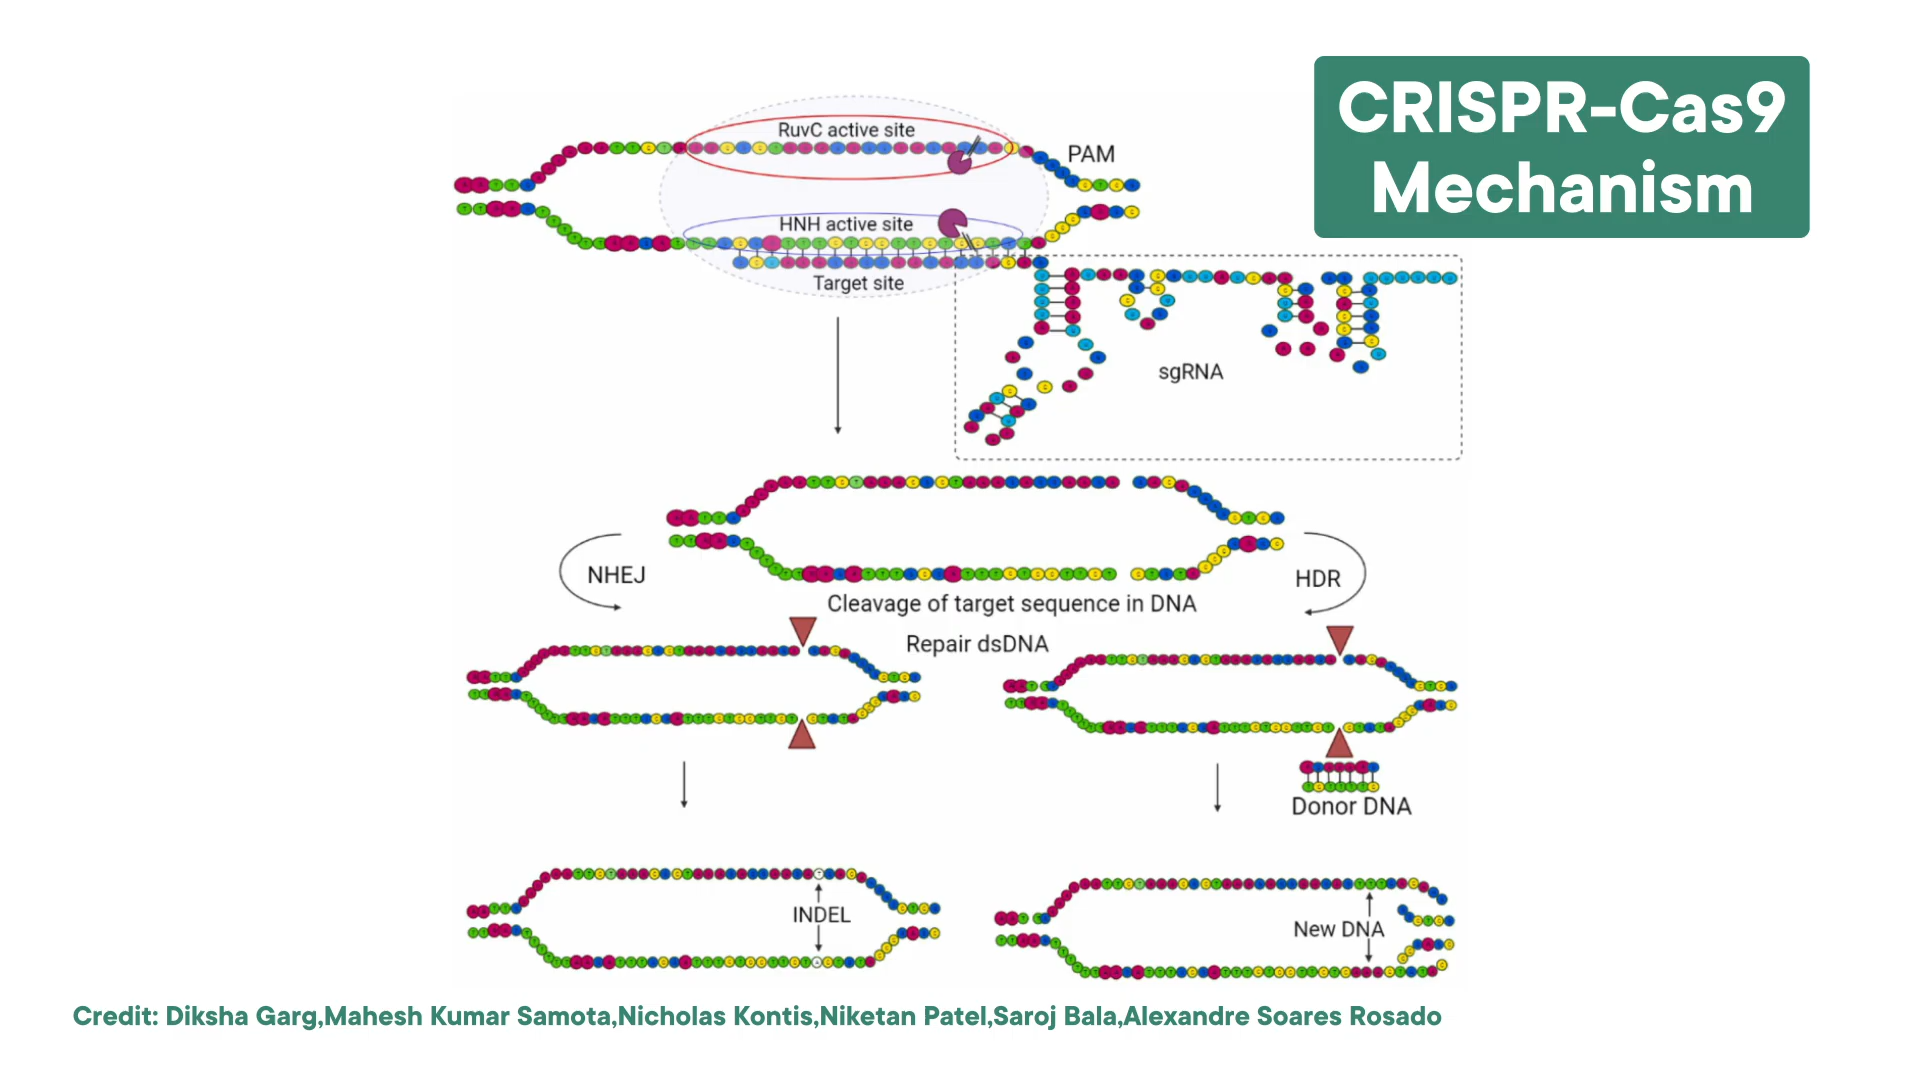 CRISPR-Cas9
Mechanism
RuvC active site
PAM
HNH active site
Target site
sgRNA
NHEJ
HDR
Cleavage of target sequence in DNA
Repair dsDNA
Donor DNA
INDEL
New DNA
Credit: Diksha Garg,Mahesh Kumar Samota,Nicholas Kontis,Niketan Patel,Saroj Bala,Alexandre Soares Rosado